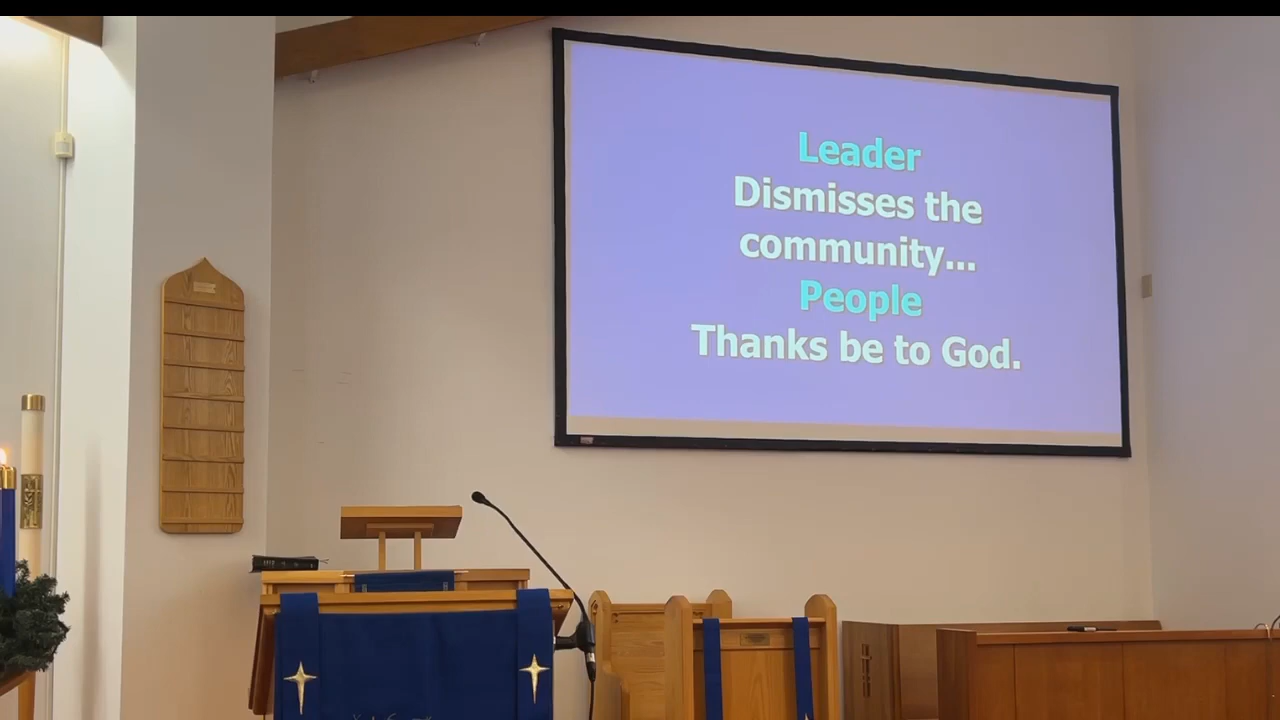 Leader
Dismisses the
community...
People
Thanks be to God.